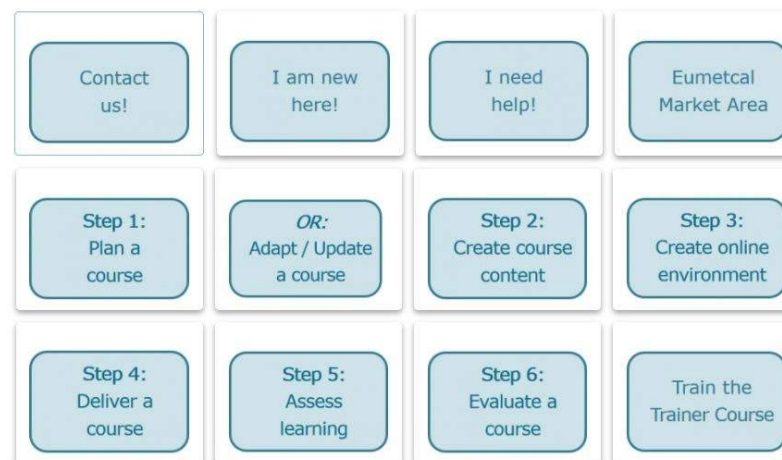 Contact
us!
I am new
here!
I need
help!
Eumetcal
Market Area
Step 1:
Plan a
course
OR:
Adapt / Update
a course
Step 2:
Create course
content
Step 3:
Create online
environment
Step 4:
Deliver a
course
Step 5:
Assess
learning
Step 6:
Evaluate a
course
Train the
Trainer Course